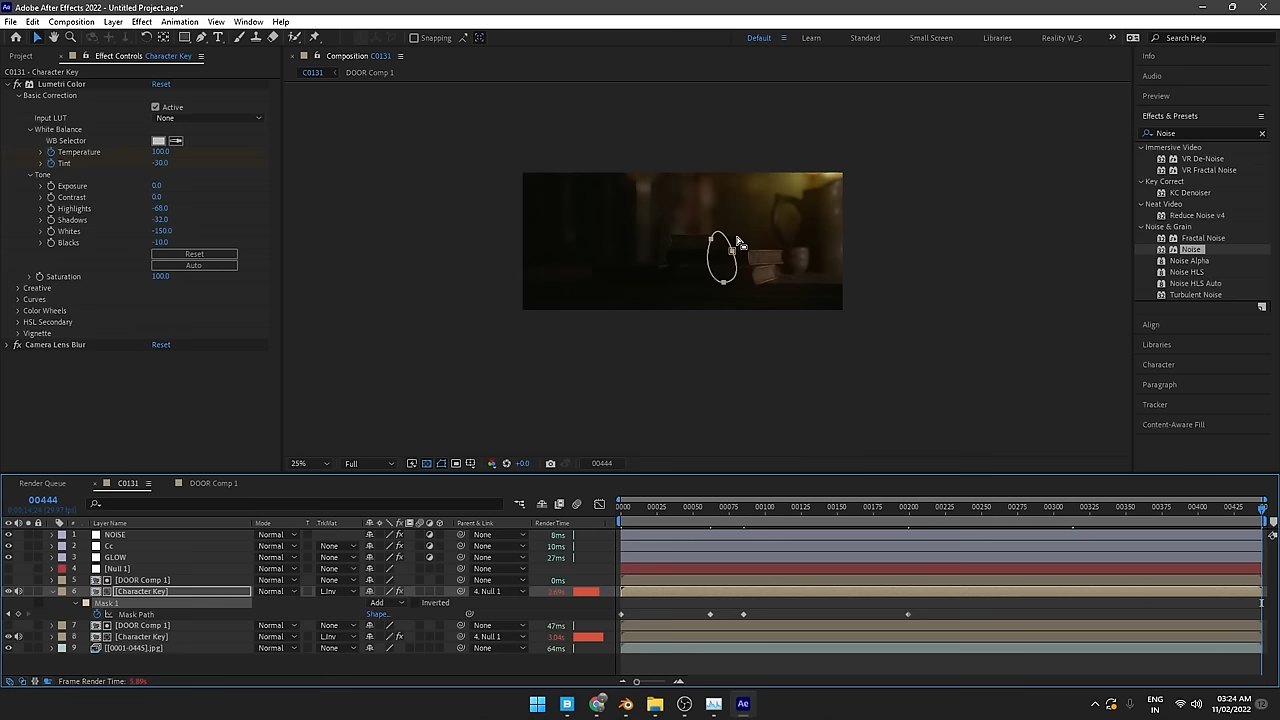 Adobe After Effects 2022 - Untitled Project.aep *
File Edit Composition Layer Effect Animation View Window Help
Snapping
Default Learn Standard Small Screen Libraries Reality W_S Search Help
Project Effect Controls Character Key
Composition C0131
Info
C0131 · Character Key
C0131 DOOR Comp 1
Audio
Lumetri Color Reset
Basic Correction
Preview
Active
Input LUT None
Effects & Presets
White Balance
Noise
WB Selector
Immersive Video
Temperature 100.0
VR De-Noise
Tint -30.0
VR Fractal Noise
Tone
Key Correct
Exposure 0.0
KC Denoiser
Contrast 0.0
Neat Video
Highlights -68.0
Reduce Noise v4
Shadows -32.0
Noise & Grain
Whites -150.0
Fractal Noise
Blacks -10.0
Noise
Reset
Noise Alpha
Auto
Noise HLS
Saturation 100.0
Noise HLS Auto
Creative
Turbulent Noise
Curves
Color Wheels
HSL Secondary
Align
Vignette
Camera Lens Blur Reset
Libraries
Character
Paragraph
Tracker
Content-Aware Fill
25% Full +0.0 00444
Render Queue C0131 DOOR Comp 1
00444
0000 00025 00050 00075 00100 00125 00150 00175 00200 00225 00250 00275 00300 00325 00350 00375 00400 00425
# Layer Name Mode T TrkMat Parent & Link Render Time
1 NOISE Normal None 8ms
2 Cc Normal None None 10ms
3 GLOW Normal None None 27ms
4 [Null 1] Normal None None
5 [DOOR Comp 1] Normal None None 0ms
6 [Character Key] Normal L.Inv 4. Null 1 2.69s
Mask 1 Add Inverted
Mask Path Shape...
7 [DOOR Comp 1] Normal None None 47ms
8 [Character Key] Normal L.Inv 4. Null 1 3.04s
9 [[0001-0445].jpg] Normal None None 64ms
Frame Render Time: 5.89s
ENG
IN
03:24 AM
11/02/2022